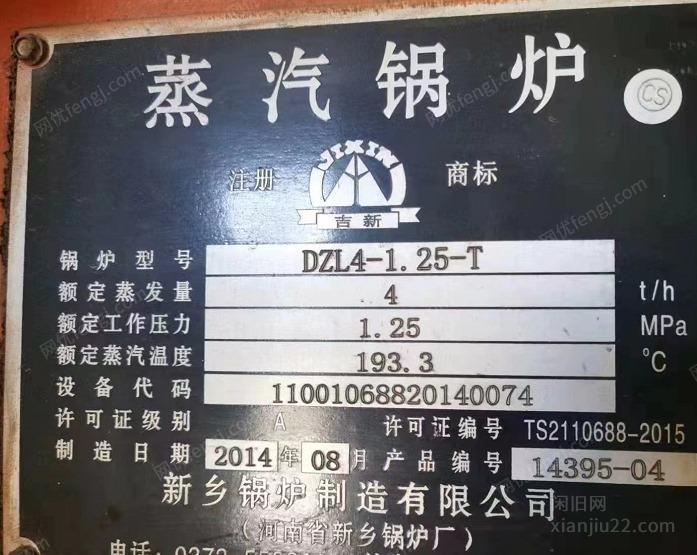 蒸汽锅炉
CS
注册 JIXIN 吉新 商标
锅炉型号 DZL4-1.25-T
额定蒸发量 4 t/h
额定工作压力 1.25 MPa
额定蒸汽温度 193.3 ℃
设备代码 11001068820140074
许可证级别 A 许可证编号 TS2110688-2015
制造日期 2014年08月 产品编号 14395-04
新乡锅炉制造有限公司
(河南省新乡锅炉厂)
电话: 0373
闲旧网
xianjiu22.com
网优fengj.com